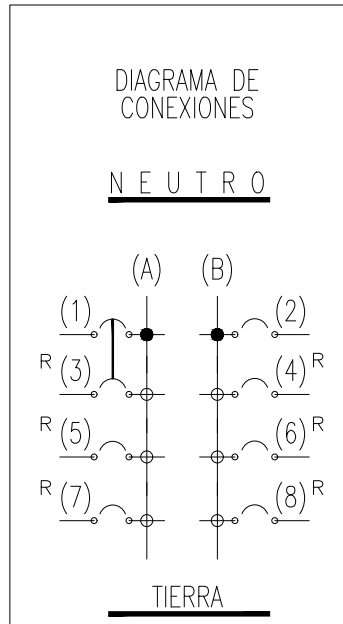 DIAGRAMA DE
CONEXIONES
NEUTRO
(A) (B)
(1) (2)
R (3) (4) R
R (5) (6) R
R (7) (8) R
TIERRA